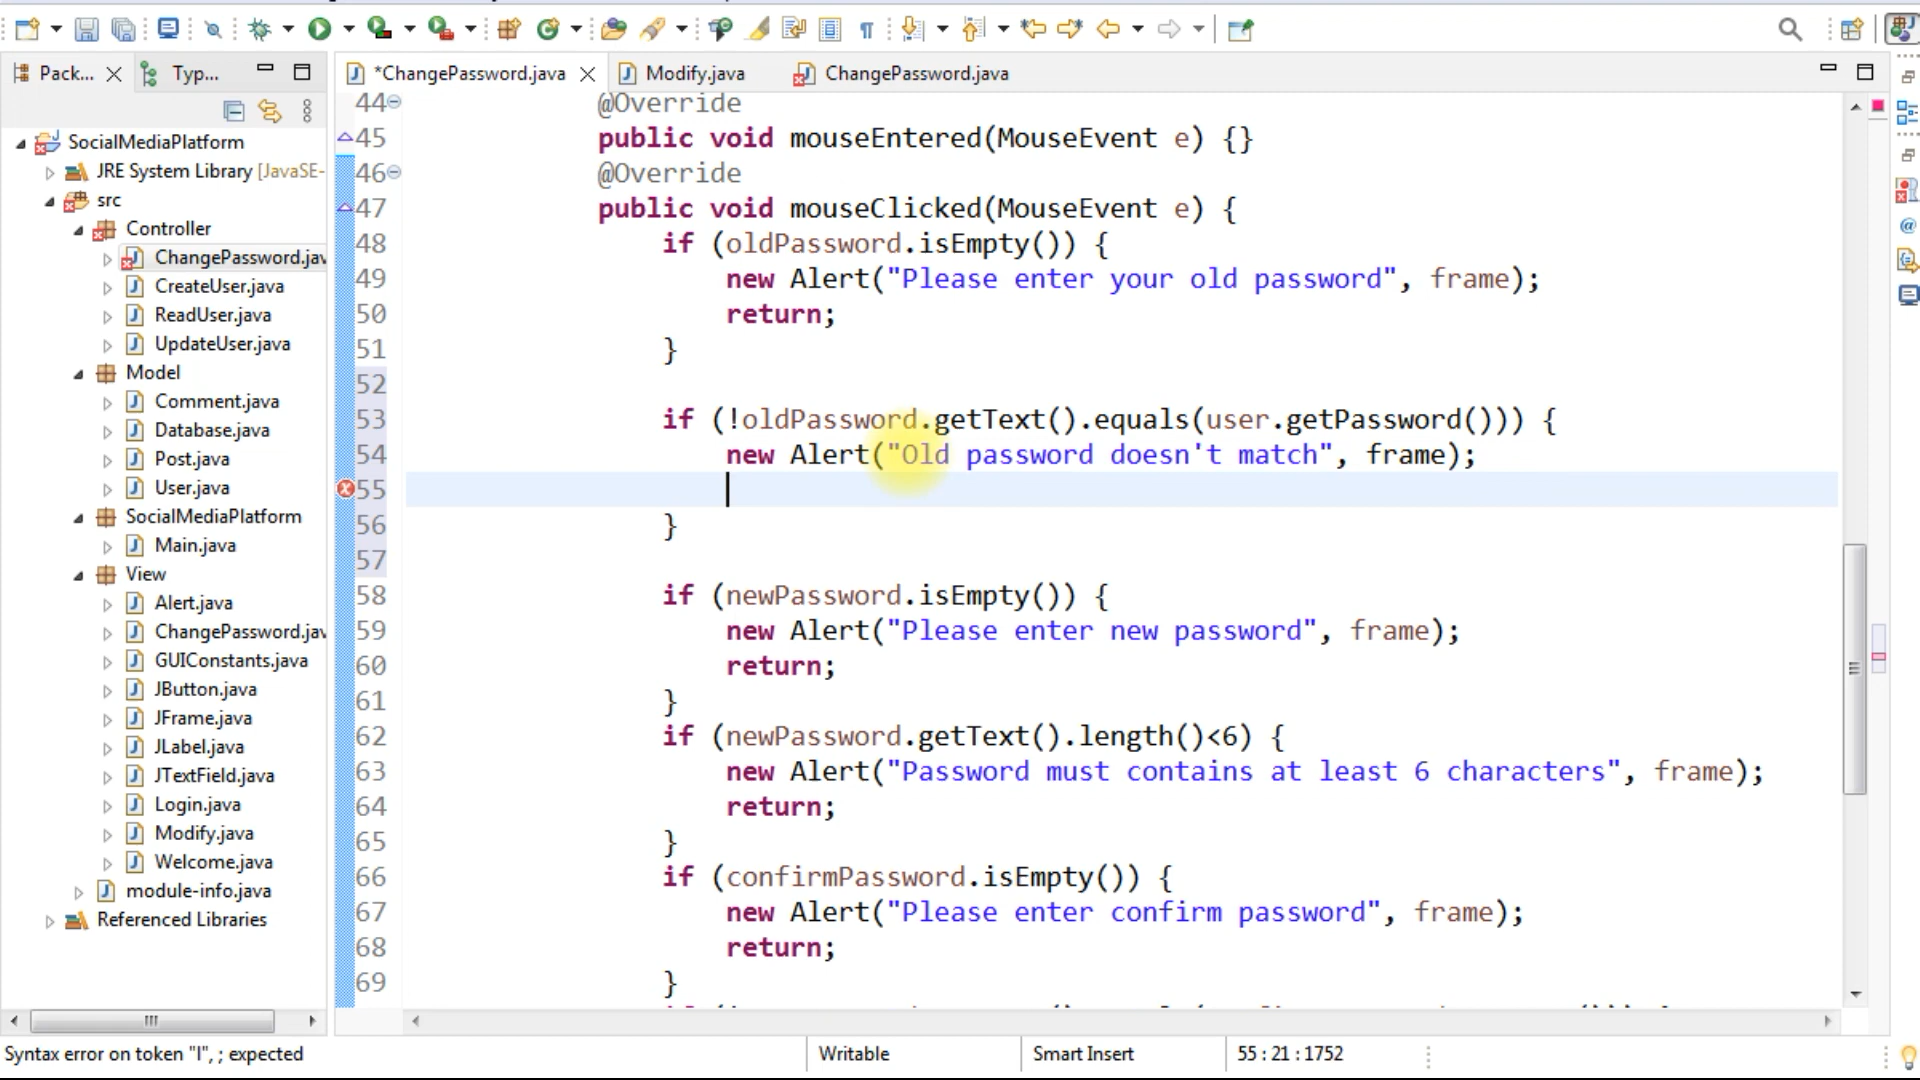 Pack...
Typ...
*ChangePassword.java
Modify.java
ChangePassword.java
SocialMediaPlatform
JRE System Library [JavaSE-
src
Controller
ChangePassword.jav
CreateUser.java
ReadUser.java
UpdateUser.java
Model
Comment.java
Database.java
Post.java
User.java
SocialMediaPlatform
Main.java
View
Alert.java
ChangePassword.jav
GUIConstants.java
JButton.java
JFrame.java
JLabel.java
JTextField.java
Login.java
Modify.java
Welcome.java
module-info.java
Referenced Libraries
44 @Override
45 public void mouseEntered(MouseEvent e) {}
46 @Override
47 public void mouseClicked(MouseEvent e) {
48 if (oldPassword.isEmpty()) {
49 new Alert("Please enter your old password", frame);
50 return;
51 }
52
53 if (!oldPassword.getText().equals(user.getPassword())) {
54 new Alert("Old password doesn't match", frame);
55
56 }
57
58 if (newPassword.isEmpty()) {
59 new Alert("Please enter new password", frame);
60 return;
61 }
62 if (newPassword.getText().length()<6) {
63 new Alert("Password must contains at least 6 characters", frame);
64 return;
65 }
66 if (confirmPassword.isEmpty()) {
67 new Alert("Please enter confirm password", frame);
68 return;
69 }
Syntax error on token "l", ; expected
Writable
Smart Insert
55 : 21 : 1752